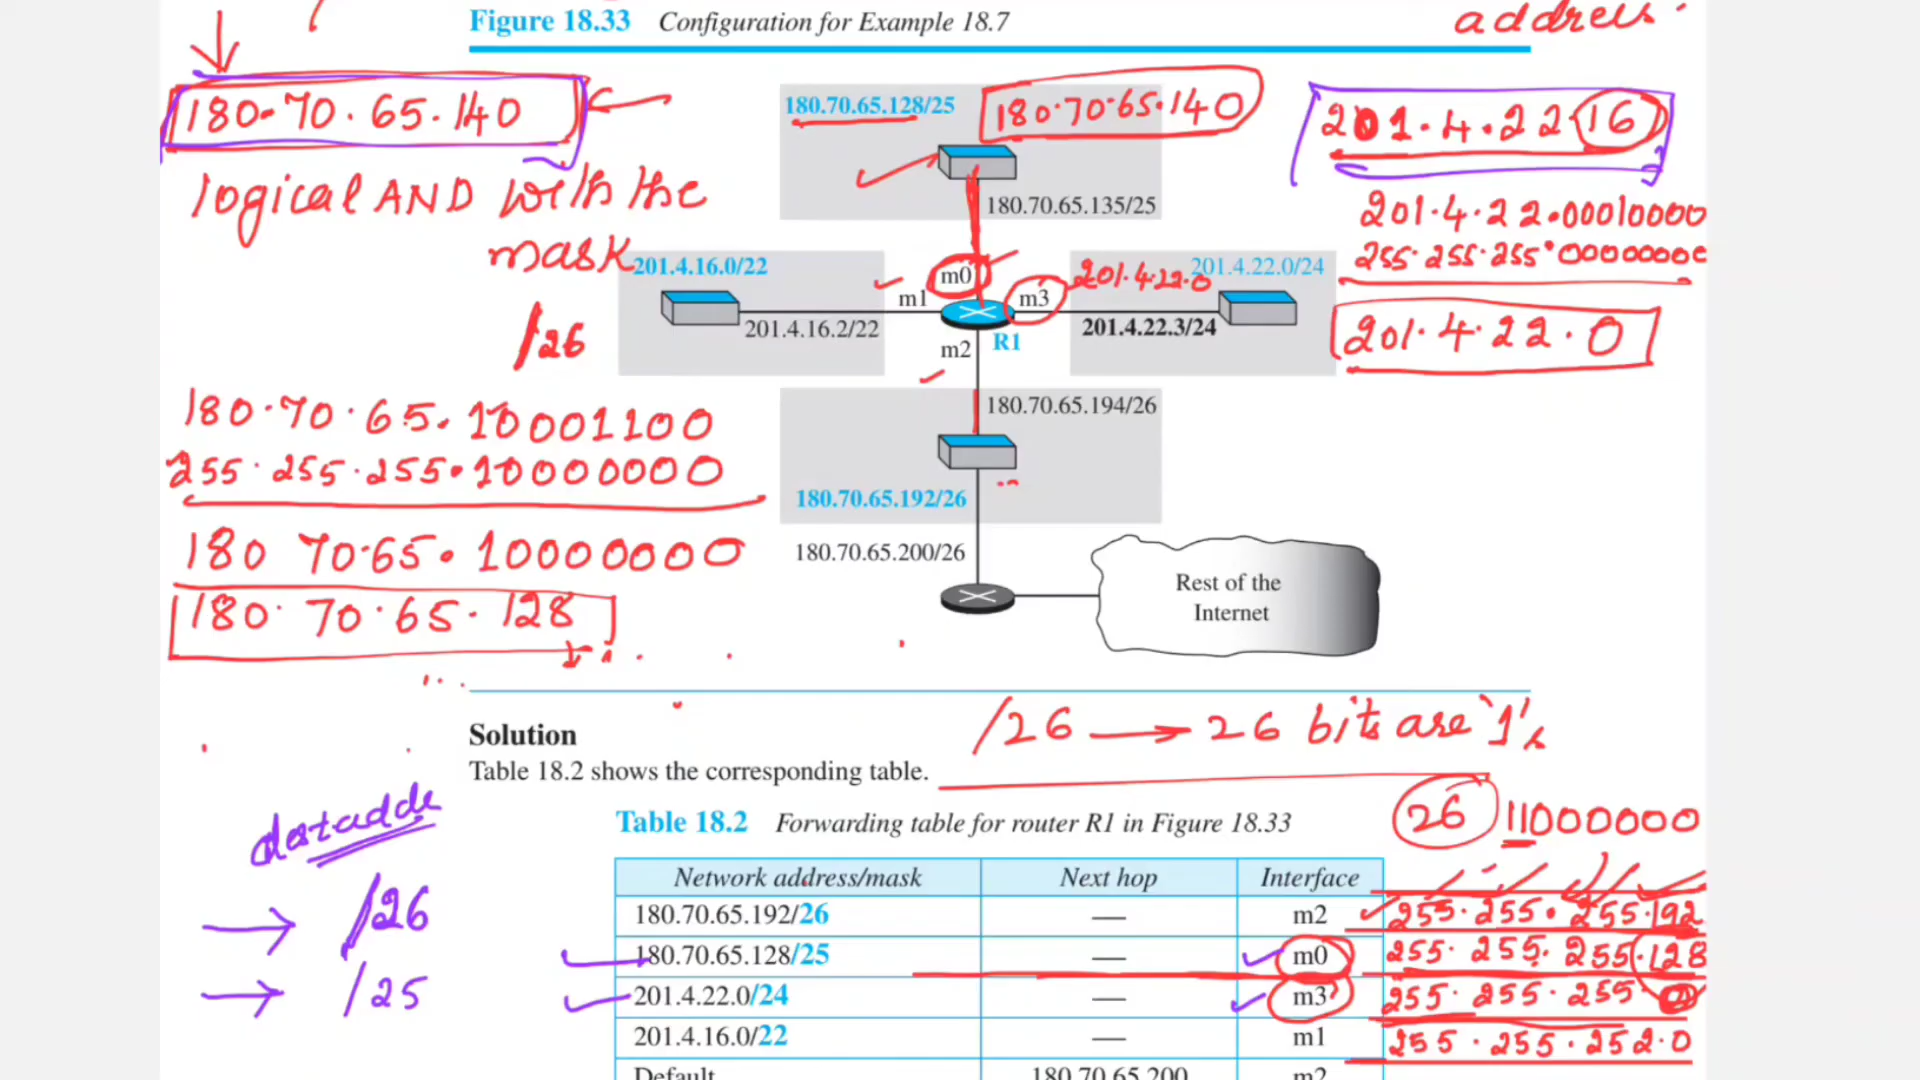 Figure 18.33 Configuration for Example 18.7
address.
180.70.65.140
180.70.65.128/25
180.70.65.140
201.4.22.16
logical AND with the
mask
180.70.65.135/25
201.4.22.00010000
255.255.255.00000000
201.4.16.0/22
m0
201.4.22.0
201.4.22.0/24
m1
m3
/26
201.4.16.2/22
201.4.22.3/24
201.4.22.0
m2
R1
180.70.65.10001100
180.70.65.194/26
255.255.255.10000000
180.70.65.192/26
180 70.65.10000000
180.70.65.200/26
Rest of the
Internet
180.70.65.128
/26 → 26 bits are '1's
Solution
Table 18.2 shows the corresponding table.
26 11000000
Table 18.2 Forwarding table for router R1 in Figure 18.33
Network address/mask Next hop Interface
/26
180.70.65.192/26 — m2 255.255.255.192
180.70.65.128/25 — m0 255.255.255.128
/25
201.4.22.0/24 — m3 255.255.255.0
201.4.16.0/22 — m1 255.255.252.0
Default 180.70.65.200 m2